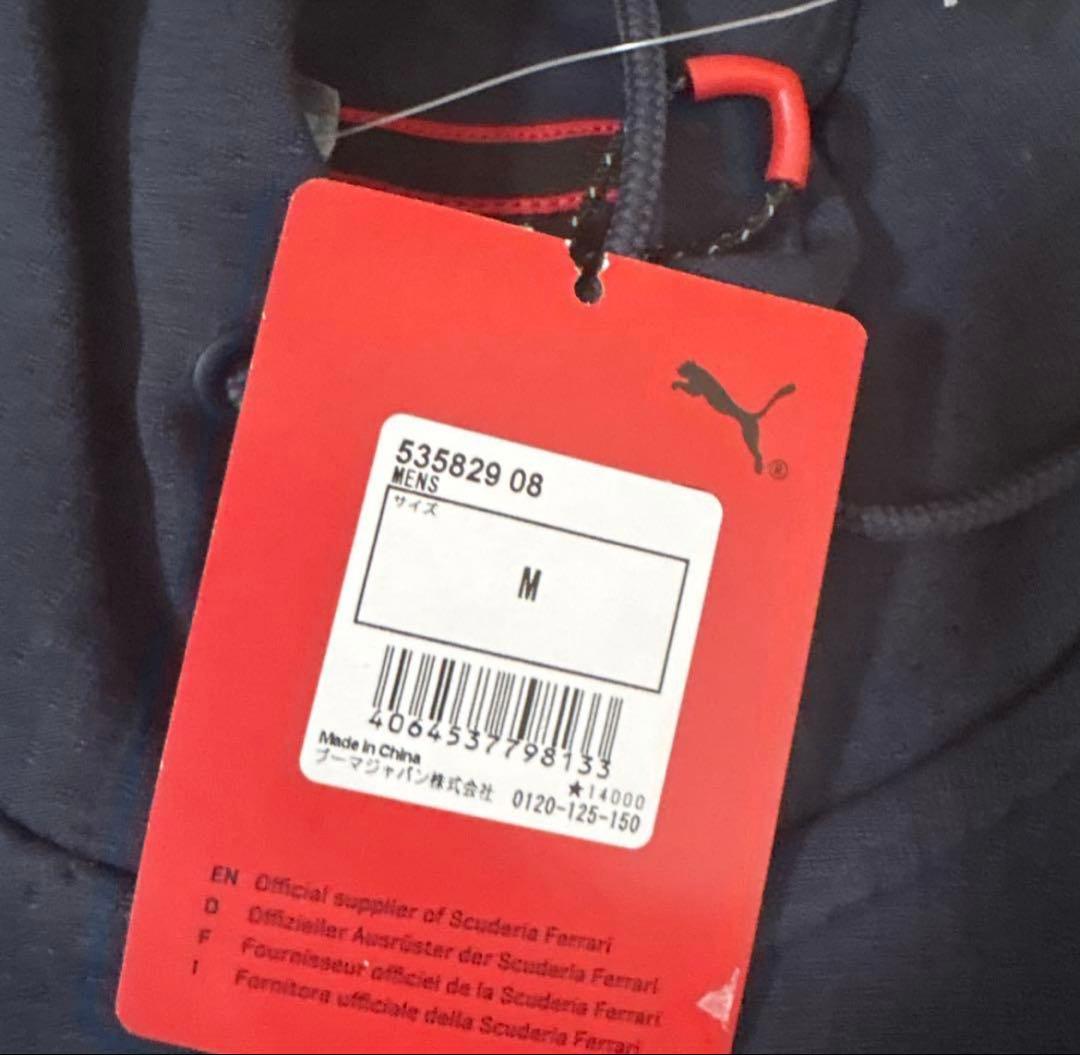 ®
535829 08
MENS
サイズ
M
4064537798133
Made in China
プーマジャパン株式会社 0120-125-150
★14000
EN Official supplier of Scuderia Ferrari
D Offizieller Ausrüster der Scuderia Ferrari
F Fournisseur officiel de la Scuderia Ferrari
I Fornitore ufficiale della Scuderia Ferrari